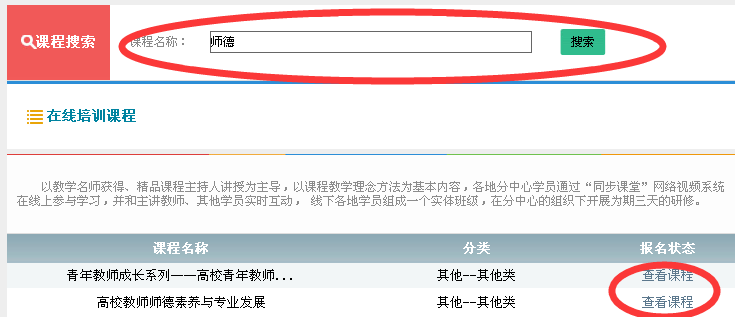 课程搜索 课程名称： 师德 搜索
在线培训课程
以教学名师获得、精品课程主持人讲授为主导，以课程教学理念方法为基本内容，各地分中心学员通过“同步课堂”网络视频系统
在线上参与学习，并和主讲教师、其他学员实时互动， 线下各地学员组成一个实体班级，在分中心的组织下开展为期三天的研修。
课程名称 分类 报名状态
青年教师成长系列——高校青年教师... 其他--其他类 查看课程
高校教师师德素养与专业发展 其他--其他类 查看课程